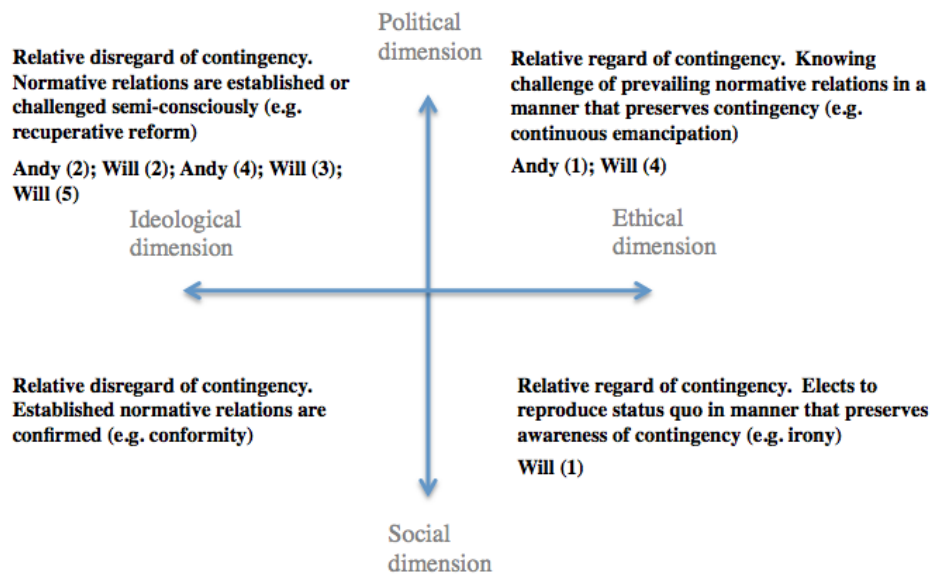 Political
dimension
Relative disregard of contingency.
Normative relations are established or
challenged semi-consciously (e.g.
recuperative reform)
Andy (2); Will (2); Andy (4); Will (3);
Will (5)
Relative regard of contingency.  Knowing
challenge of prevailing normative relations in a
manner that preserves contingency (e.g.
continuous emancipation)
Andy (1); Will (4)
Ideological
dimension
Ethical
dimension
Relative disregard of contingency.
Established normative relations are
confirmed (e.g. conformity)
Relative regard of contingency.  Elects to
reproduce status quo in manner that preserves
awareness of contingency (e.g. irony)
Will (1)
Social
dimension